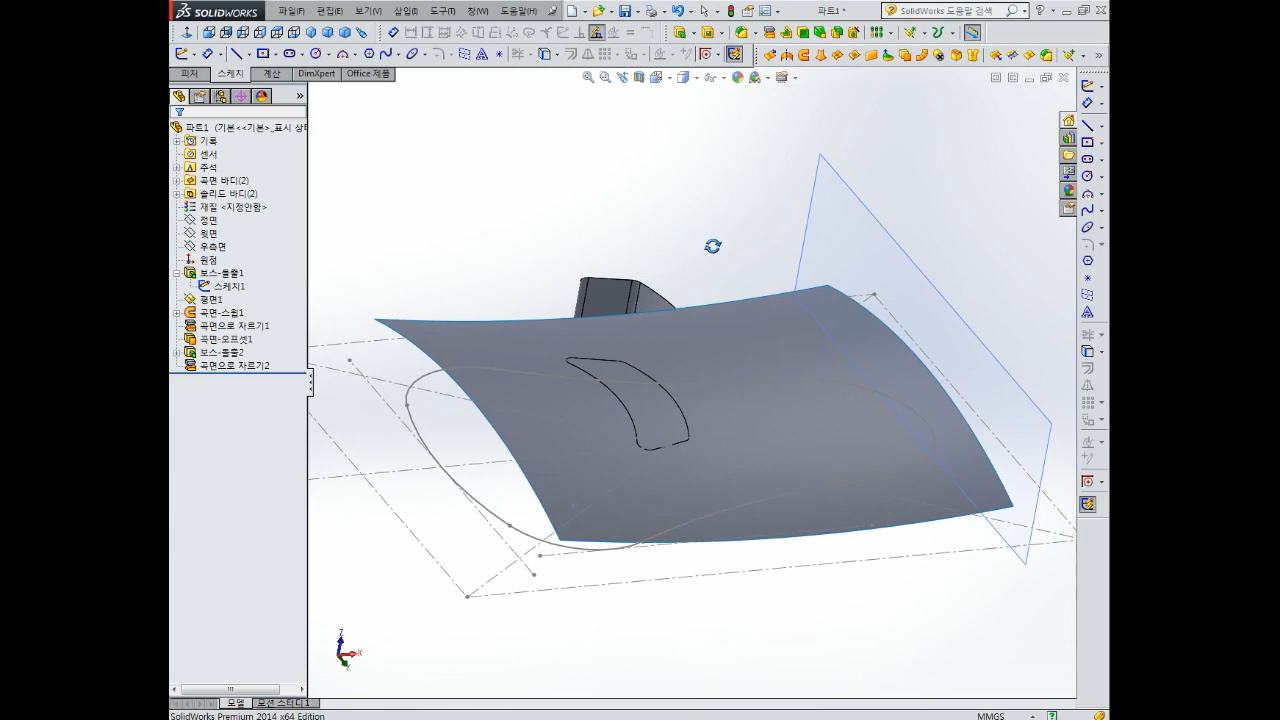 SOLIDWORKS 파일(F) 편집(E) 보기(V) 삽입(I) 도구(T) 창(W) 도움말(H) 파트1 * SolidWorks 도움말 검색
피처 스케치 계산 DimXpert Office 제품
파트1 (기본<<기본>_표시 상태
기록
센서
주석
곡면 바디(2)
솔리드 바디(2)
재질 <지정안함>
정면
윗면
우측면
원점
보스-돌출1
스케치1
평면1
곡면-스윕1
곡면으로 자르기1
곡면-오프셋1
보스-돌출2
곡면으로 자르기2
Z
X
Y
모델 모션 스터디 1
SolidWorks Premium 2014 x64 Edition MMGS